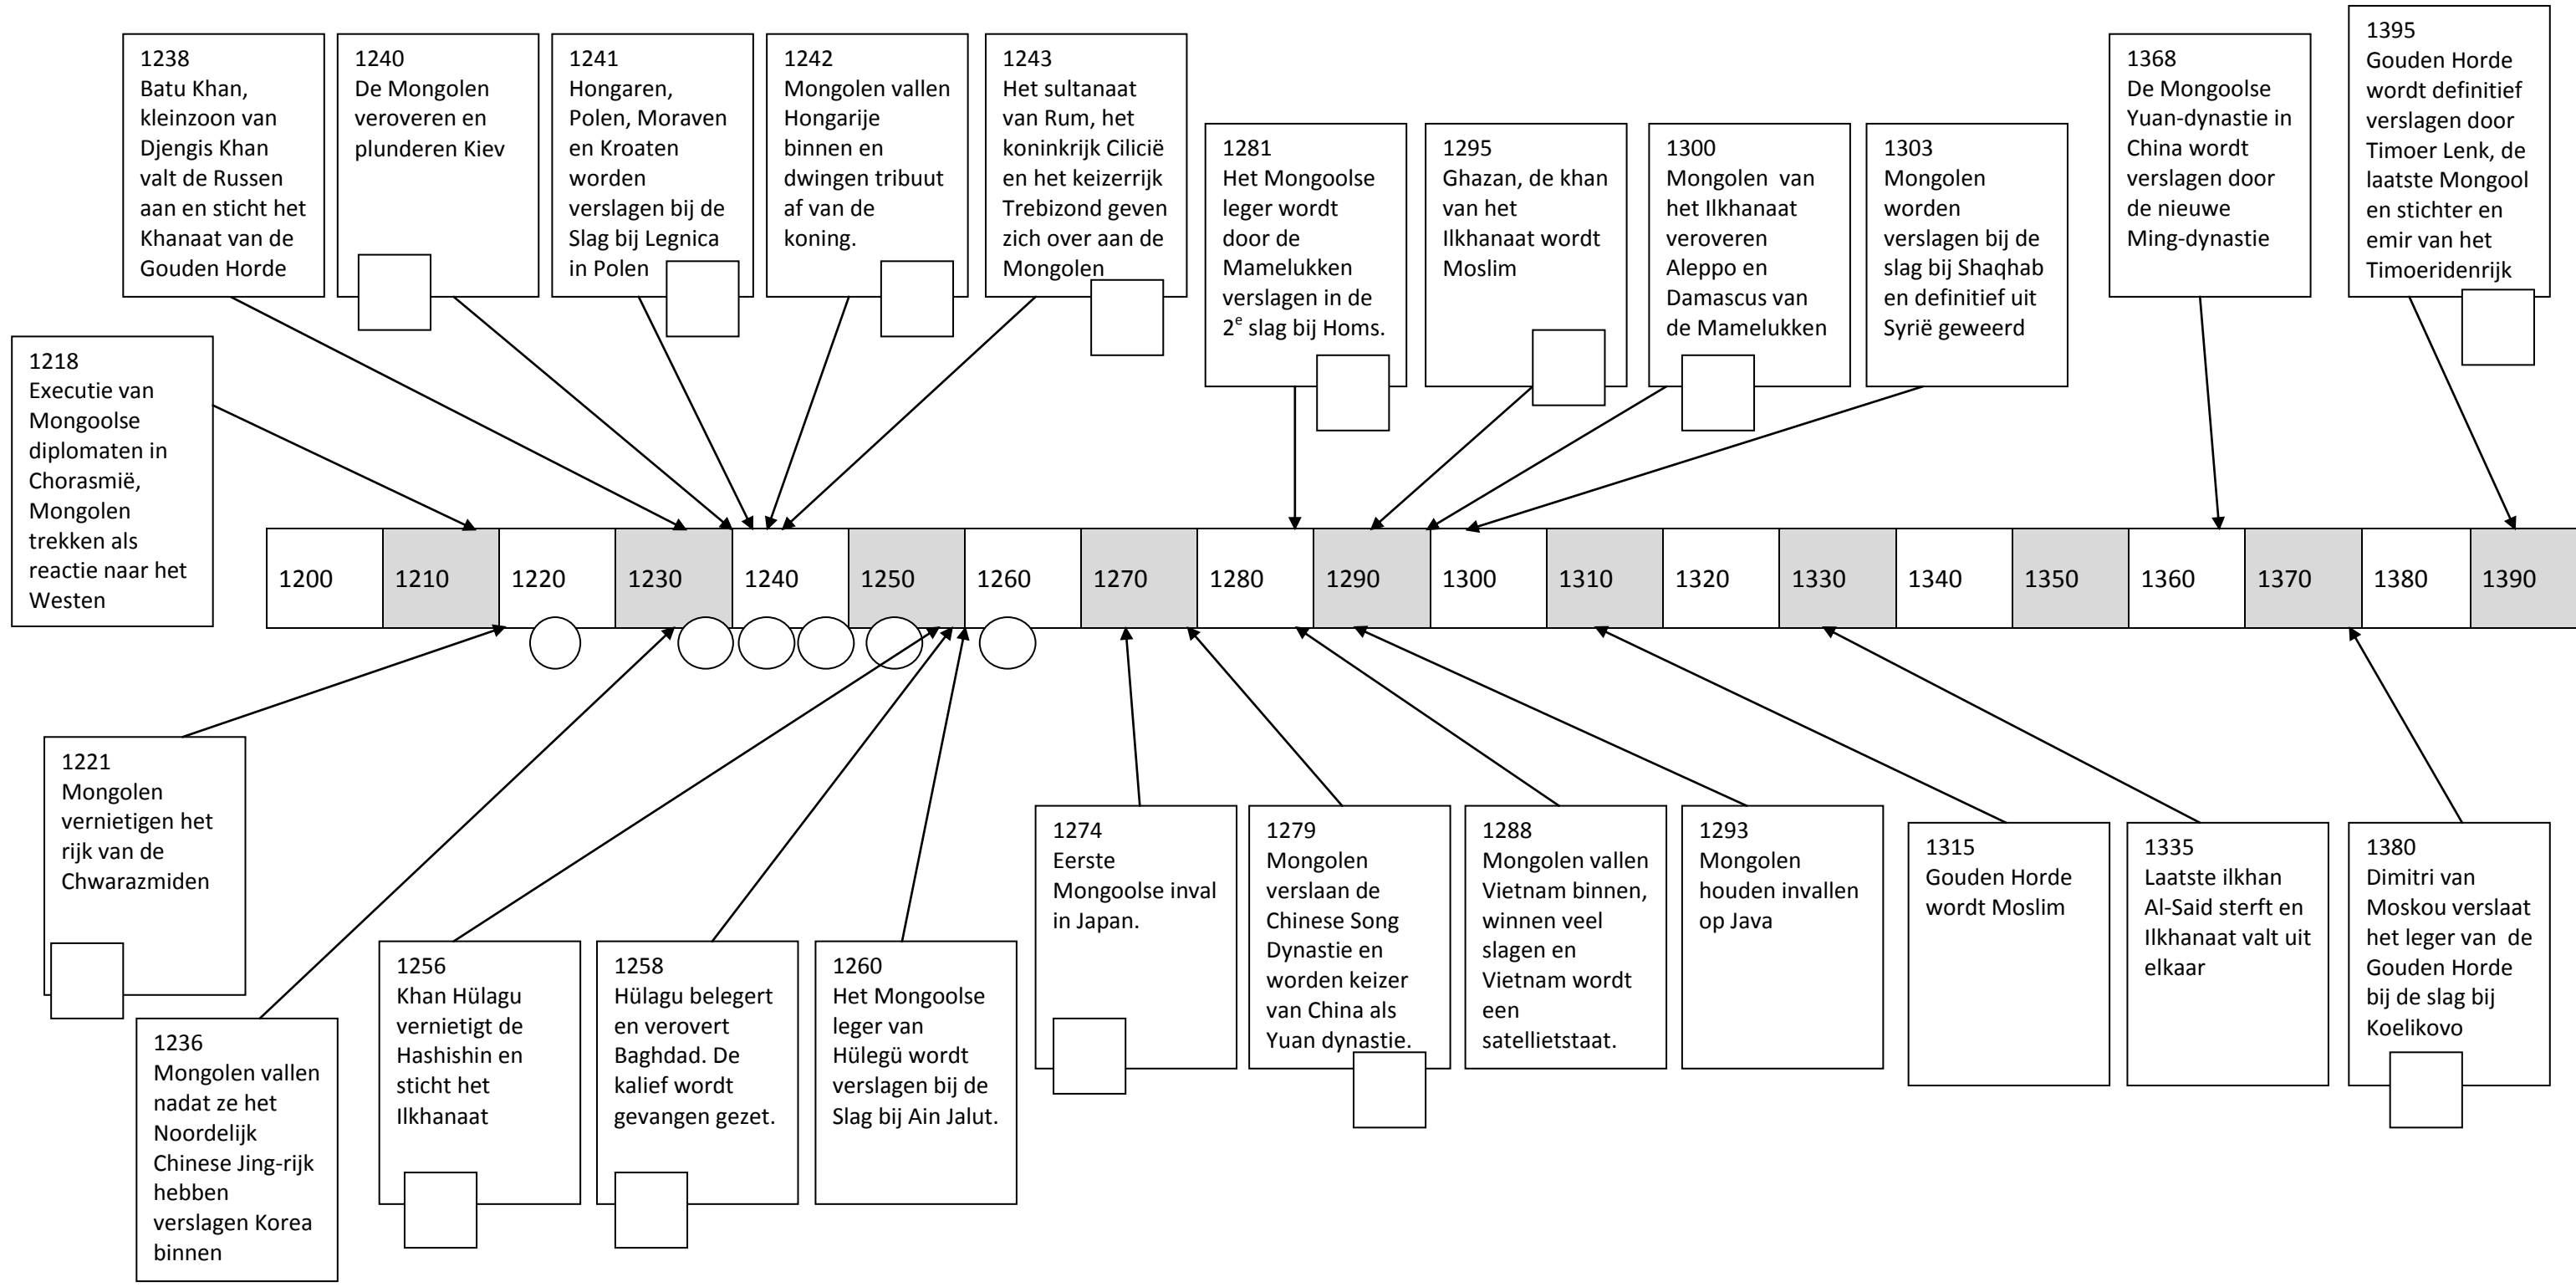 1238
Batu Khan,
kleinzoon van
Djengis Khan
valt de Russen
aan en sticht het
Khanaat van de
Gouden Horde
1240
De Mongolen
veroveren en
plunderen Kiev
1241
Hongaren,
Polen, Moraven
en Kroaten
worden
verslagen bij de
Slag bij Legnica
in Polen
1242
Mongolen vallen
Hongarije
binnen en
dwingen tribuut
af van de
koning.
1243
Het sultanaat
van Rum, het
koninkrijk Cilicië
en het keizerrijk
Trebizond geven
zich over aan de
Mongolen
1281
Het Mongoolse
leger wordt
door de
Mamelukken
verslagen in de
2e slag bij Homs.
1295
Ghazan, de khan
van het
Ilkhanaat wordt
Moslim
1300
Mongolen van
het Ilkhanaat
veroveren
Aleppo en
Damascus van
de Mamelukken
1303
Mongolen
worden
verslagen bij de
slag bij Shaqhab
en definitief uit
Syrië geweerd
1368
De Mongoolse
Yuan-dynastie in
China wordt
verslagen door
de nieuwe
Ming-dynastie
1395
Gouden Horde
wordt definitief
verslagen door
Timoer Lenk, de
laatste Mongool
en stichter en
emir van het
Timoeridenrijk
1218
Executie van
Mongoolse
diplomaten in
Chorasmië,
Mongolen
trekken als
reactie naar het
Westen
1200 1210 1220 1230 1240 1250 1260 1270 1280 1290 1300 1310 1320 1330 1340 1350 1360 1370 1380 1390
1221
Mongolen
vernietigen het
rijk van de
Chwarazmiden
1236
Mongolen vallen
nadat ze het
Noordelijk
Chinese Jing-rijk
hebben
verslagen Korea
binnen
1256
Khan Hülagu
vernietigt de
Hashishin en
sticht het
Ilkhanaat
1258
Hülagu belegert
en verovert
Baghdad. De
kalief wordt
gevangen gezet.
1260
Het Mongoolse
leger van
Hülegü wordt
verslagen bij de
Slag bij Ain Jalut.
1274
Eerste
Mongoolse inval
in Japan.
1279
Mongolen
verslaan de
Chinese Song
Dynastie en
worden keizer
van China als
Yuan dynastie.
1288
Mongolen vallen
Vietnam binnen,
winnen veel
slagen en
Vietnam wordt
een
satellietstaat.
1293
Mongolen
houden invallen
op Java
1315
Gouden Horde
wordt Moslim
1335
Laatste ilkhan
Al-Said sterft en
Ilkhanaat valt uit
elkaar
1380
Dimitri van
Moskou verslaat
het leger van de
Gouden Horde
bij de slag bij
Koelikovo